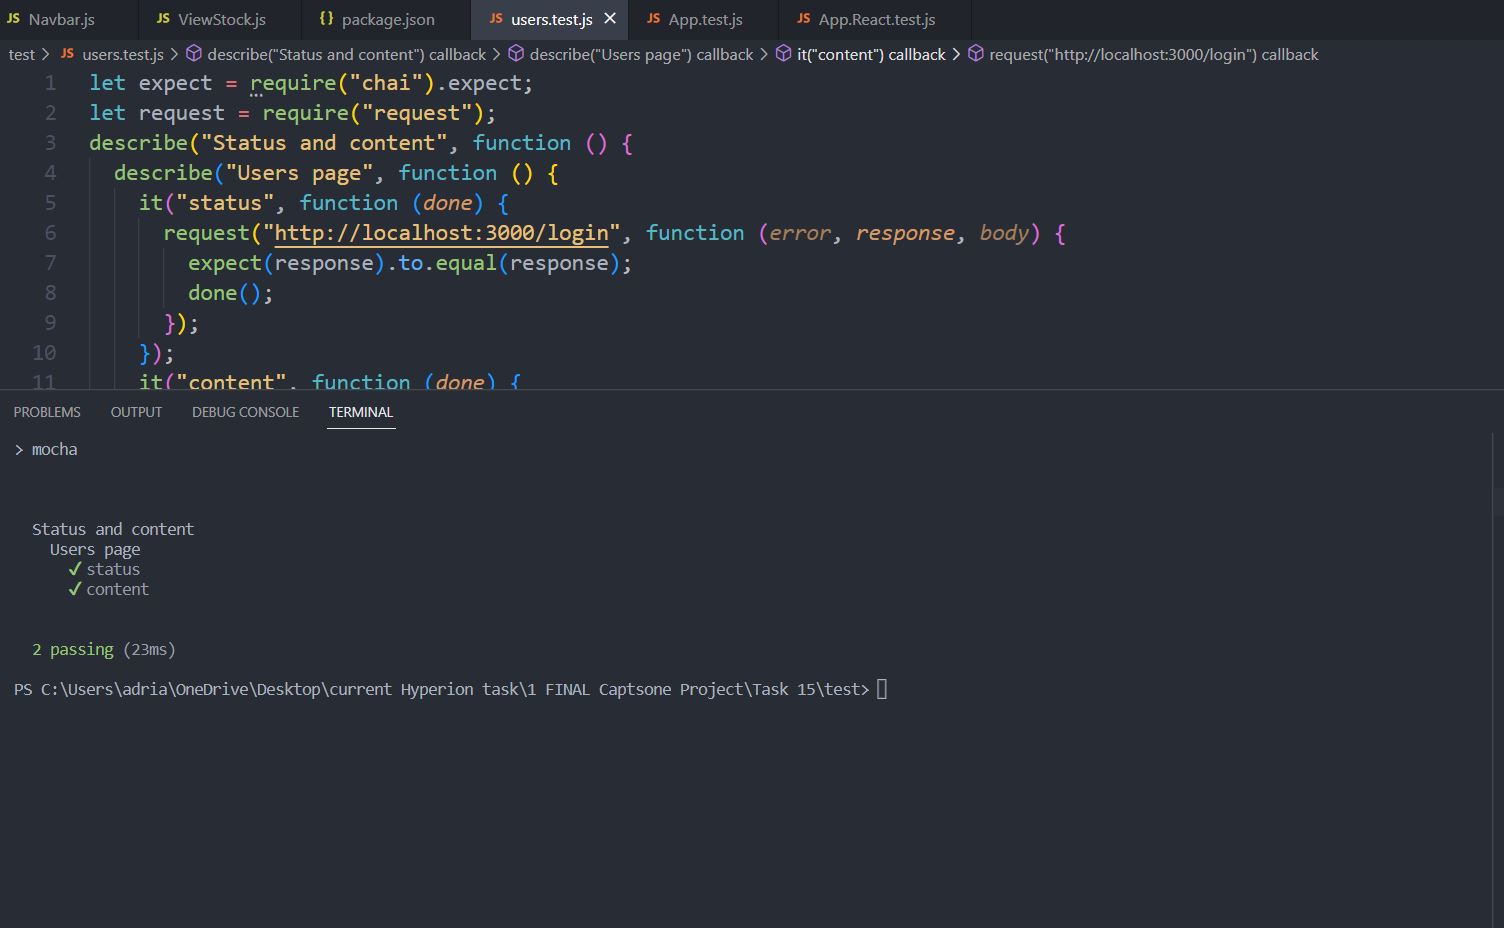 JS Navbar.js JS ViewStock.js {} package.json JS users.test.js × JS App.test.js JS App.React.test.js
test > JS users.test.js > describe("Status and content") callback > describe("Users page") callback > it("content") callback > request("http://localhost:3000/login") callback
1 let expect = require("chai").expect;
2 let request = require("request");
3 describe("Status and content", function () {
4 describe("Users page", function () {
5 it("status", function (done) {
6 request("http://localhost:3000/login", function (error, response, body) {
7 expect(response).to.equal(response);
8 done();
9 });
10 });
11 it("content", function (done) {
PROBLEMS OUTPUT DEBUG CONSOLE TERMINAL
> mocha
Status and content
Users page
✓ status
✓ content
2 passing (23ms)
PS C:\Users\adria\OneDrive\Desktop\current Hyperion task\1 FINAL Captsone Project\Task 15\test>